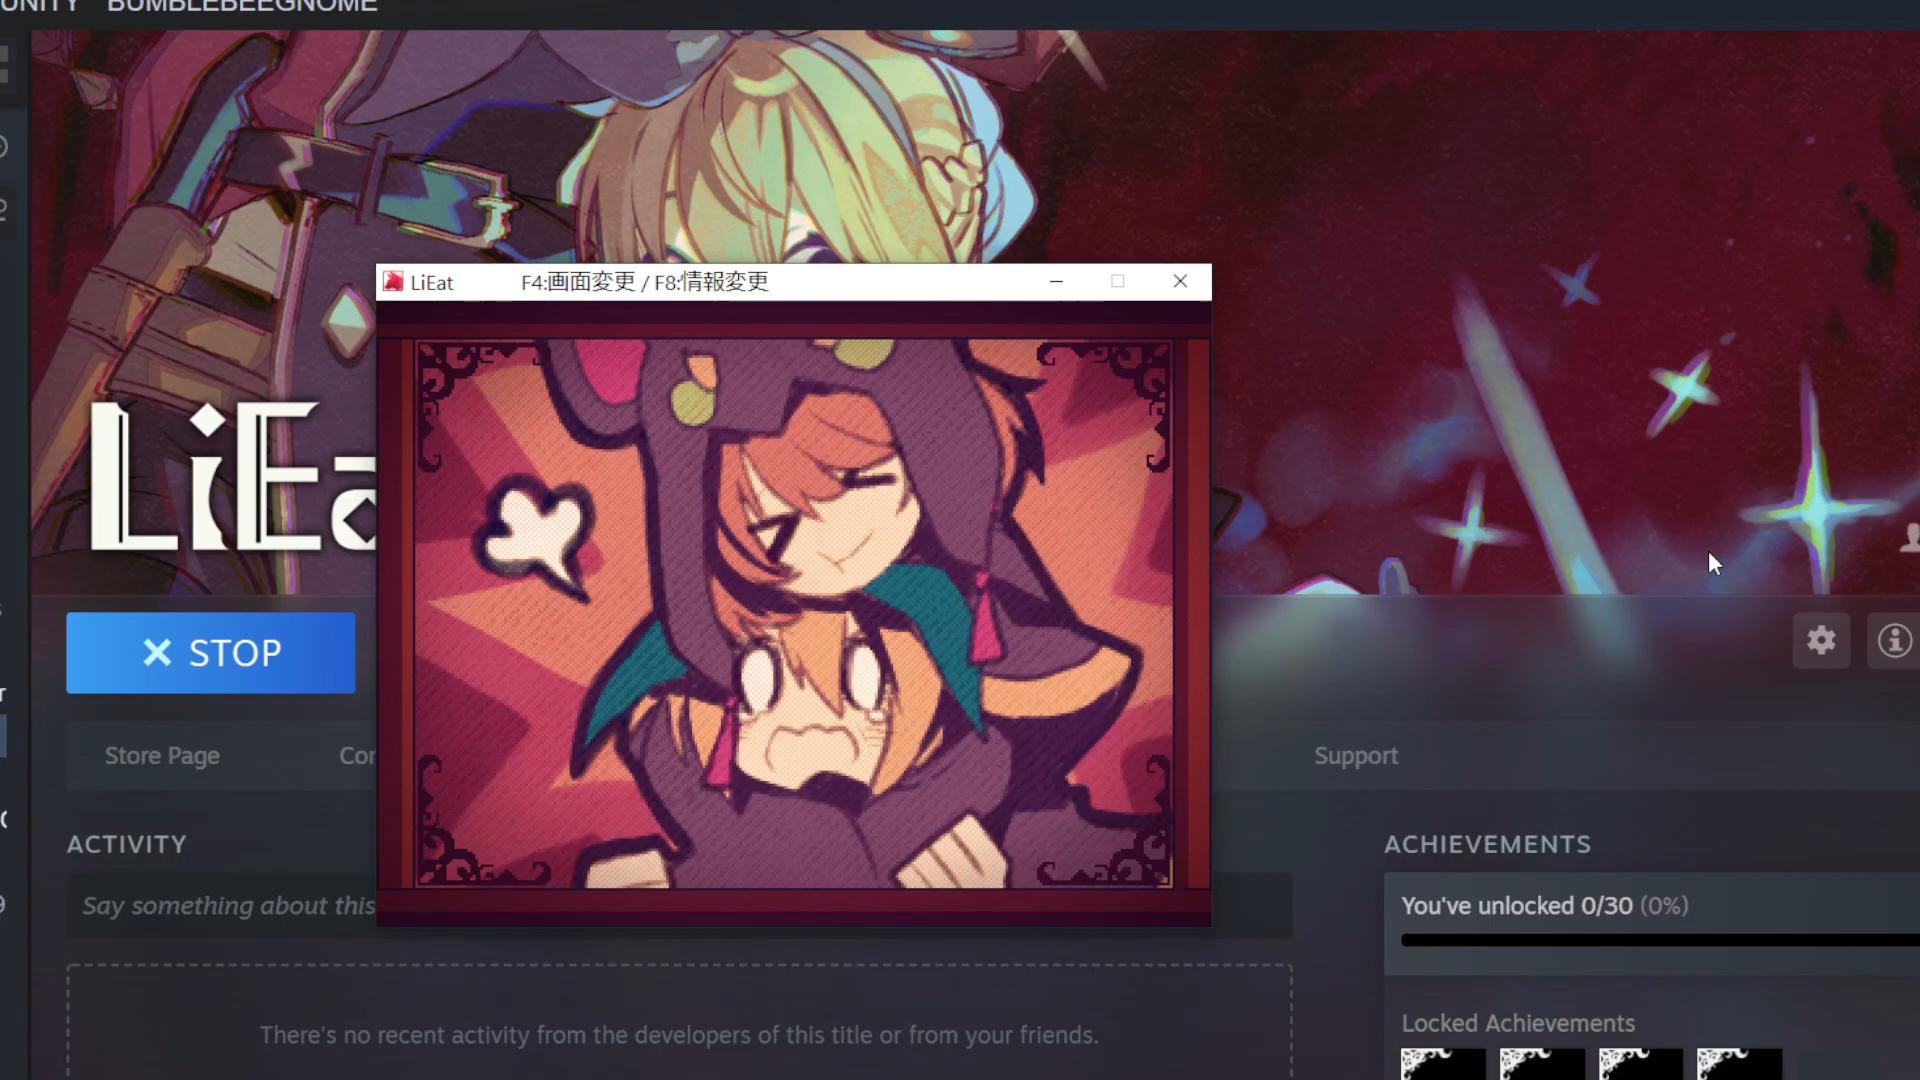 UNITY BUMBLEBEEGNOME
LiEat F4:画面変更 / F8:情報変更
LiEa
STOP
Store Page
Cor
Support
ACTIVITY
ACHIEVEMENTS
Say something about this
You've unlocked 0/30 (0%)
There's no recent activity from the developers of this title or from your friends.
Locked Achievements